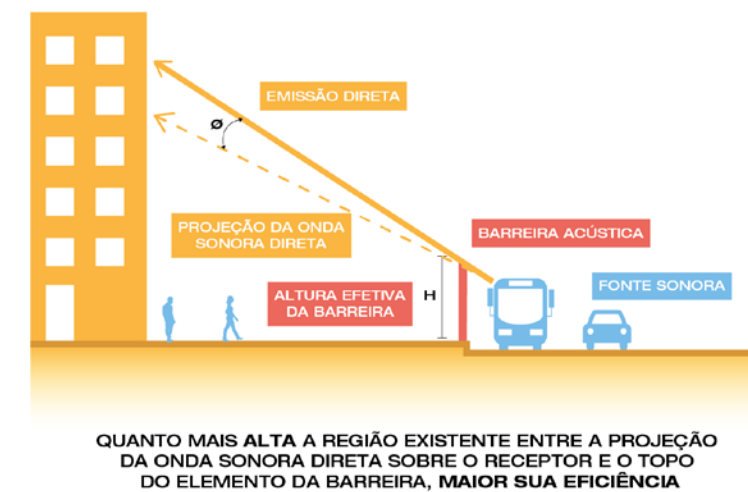 EMISSÃO DIRETA
Ø
PROJEÇÃO DA ONDA
SONORA DIRETA
BARREIRA ACÚSTICA
ALTURA EFETIVA
DA BARREIRA
H
FONTE SONORA
QUANTO MAIS ALTA A REGIÃO EXISTENTE ENTRE A PROJEÇÃO
DA ONDA SONORA DIRETA SOBRE O RECEPTOR E O TOPO
DO ELEMENTO DA BARREIRA, MAIOR SUA EFICIÊNCIA